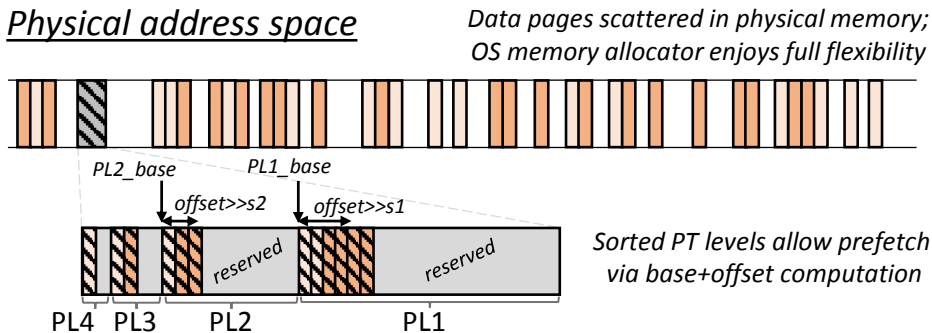 Physical address space
Data pages scattered in physical memory;
OS memory allocator enjoys full flexibility
PL2_base
PL1_base
offset>>s2
offset>>s1
reserved
reserved
Sorted PT levels allow prefetch
via base+offset computation
PL4
PL3
PL2
PL1